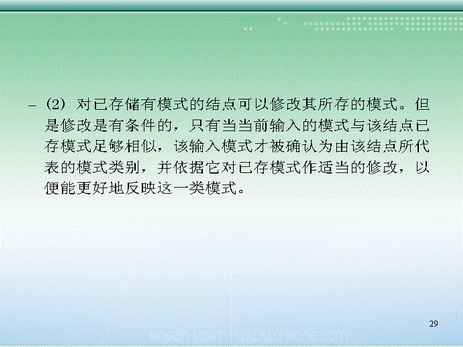 – (2) 对已存储有模式的结点可以修改其所存的模式。但
是修改是有条件的，只有当当前输入的模式与该结点已
存模式足够相似，该输入模式才被确认为由该结点所代
表的模式类别，并依据它对已存模式作适当的修改，以
便能更好地反映这一类模式。
29